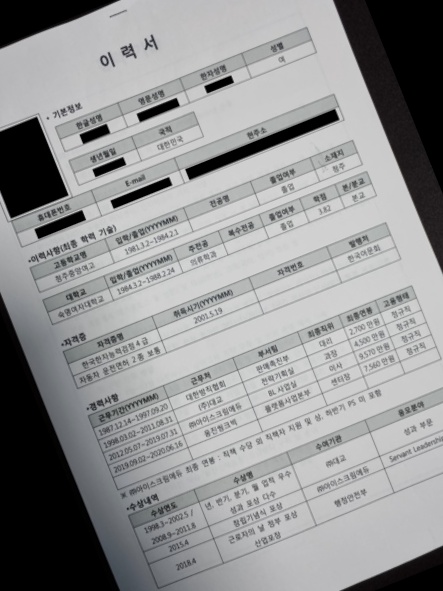 이 력 서
• 기본정보
한글성명 영문성명 한자성명 성별
여
생년월일 국적
대한민국
휴대폰번호 E-mail 현주소
•이력사항(최종 학력 기술)
고등학교명 입학/졸업(YYYYMM) 전공명 졸업여부 소재지
청주중앙여고 1981.3.2~1984.2.1 졸업 청주
대학교 입학/졸업(YYYYMM) 주전공 복수전공 졸업여부 학점 본/분교
숙명여자대학교 1984.3.2~1988.2.24 의류학과 졸업 3.82 본교
•자격증
자격증명 취득시기(YYYYMM) 자격번호 발행처
한국한자능력검정 4 급 2001.5.19 한국어문회
자동차 운전면허 2 종 보통
•경력사항
근무기간(YYYYMM) 근무처 부서팀 최종직위 최종연봉 고용형태
1987.12.14~1997.09.20 대한방직협회 판매촉진부 대리 2,700 만원 정규직
1998.03.02~2011.08.31 (주)대교 전략기획실 과장 4,500 만원 정규직
2012.05.07~2019.07.31 ㈜아이스크림에듀 BL 사업실 이사 9,570 만원 정규직
2019.09.02~2020.06.16 웅진씽크빅 플랫폼사업본부 센터장 7,560 만원 정규직
※ ㈜아이스크림에듀 최종 연봉 : 직책 수당 외 직책자 지원 및 상, 하반기 PS 미 포함
•수상내역
수상연도 수상명 수여기관 응모분야
1998.3~2002.5 / 년, 반기, 분기, 월 업적 우수 ㈜대교 성과 부문
2008.9~2011.8 성과 포상 다수
2015.4 창립기념식 포상 ㈜아이스크림에듀 Servant Leadership
2018.4 근로자의 날 정부 포상 행정안전부
산업포장